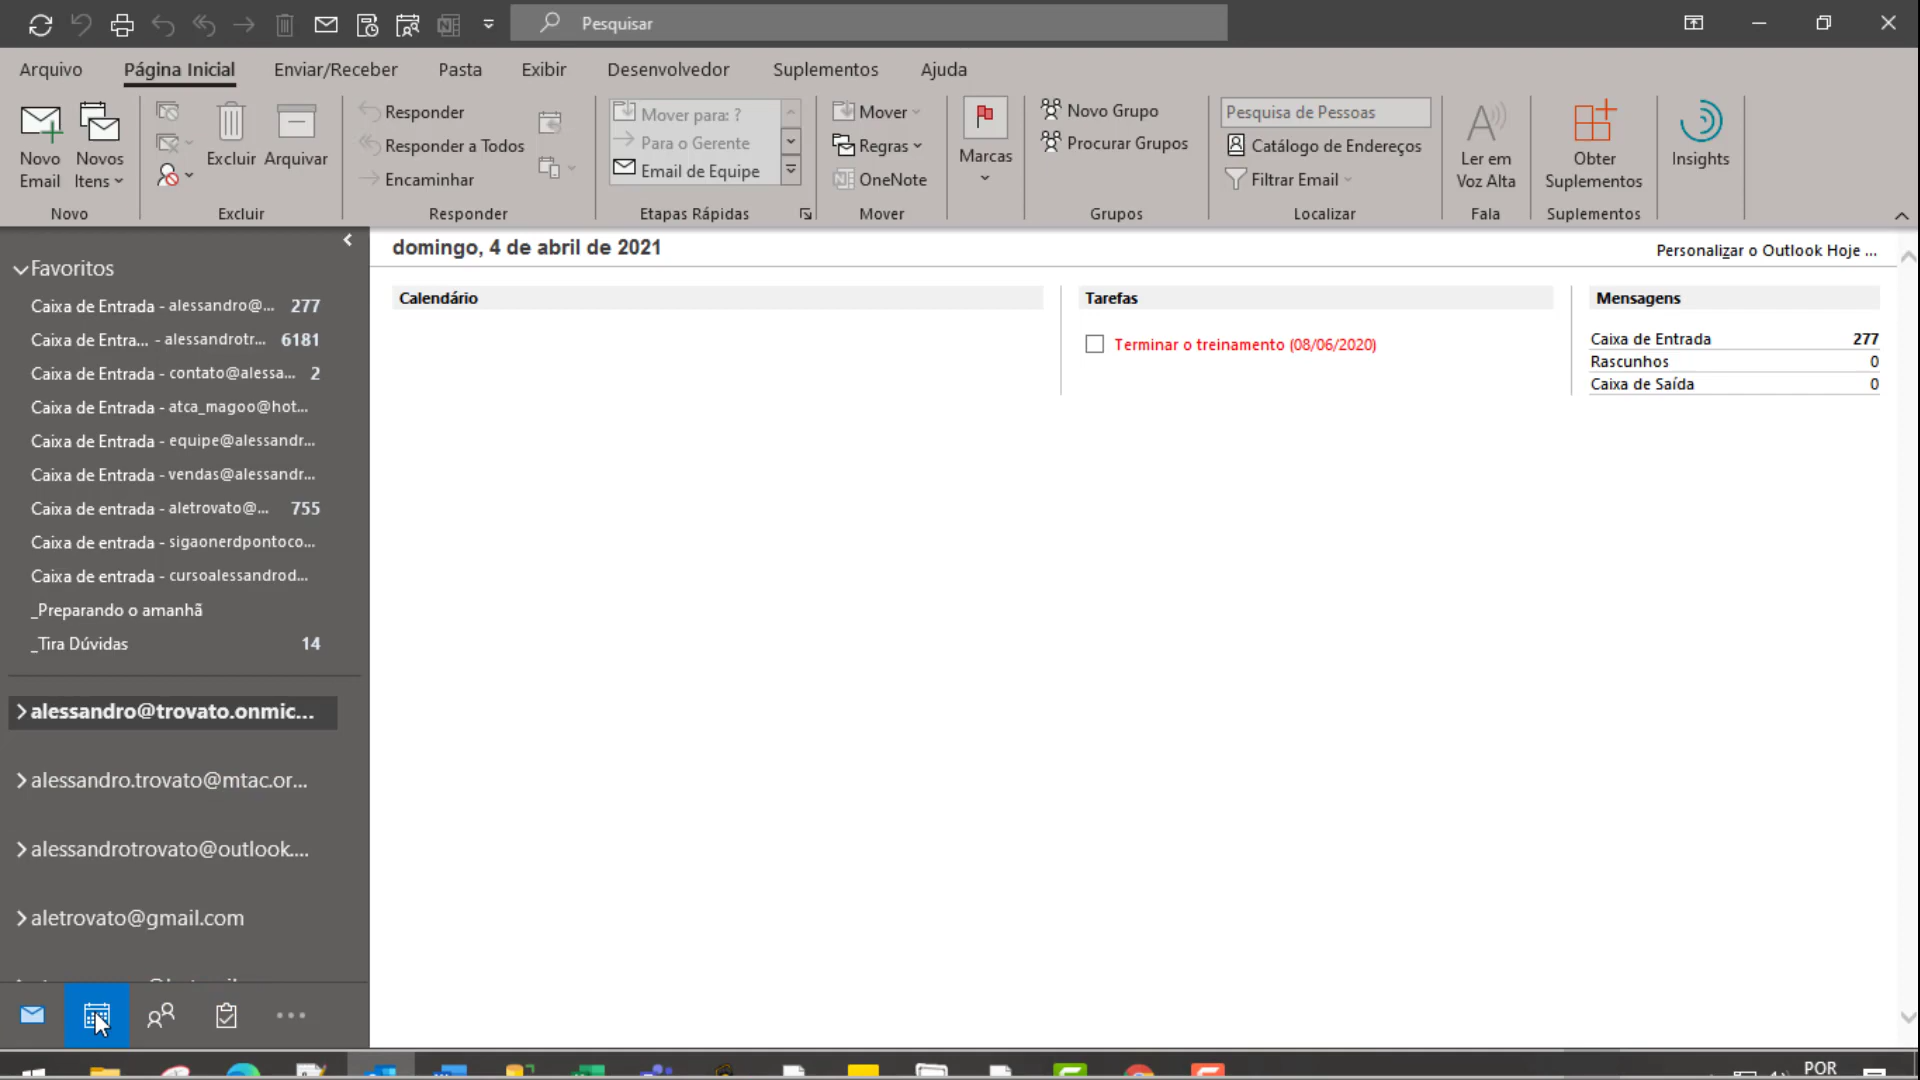 Pesquisar
Arquivo Página Inicial Enviar/Receber Pasta Exibir Desenvolvedor Suplementos Ajuda
Novo Email
Novos Itens
Novo
Excluir
Arquivar
Excluir
Responder
Responder a Todos
Encaminhar
Responder
Mover para: ?
Para o Gerente
Email de Equipe
Etapas Rápidas
Mover
Regras
OneNote
Mover
Marcas
Novo Grupo
Procurar Grupos
Grupos
Pesquisa de Pessoas
Catálogo de Endereços
Filtrar Email
Localizar
Ler em Voz Alta
Fala
Obter Suplementos
Suplementos
Insights
Favoritos
Caixa de Entrada - alessandro@... 277
Caixa de Entra... - alessandrotr... 6181
Caixa de Entrada - contato@alessa... 2
Caixa de Entrada - atca_magoo@hot...
Caixa de Entrada - equipe@alessandr...
Caixa de Entrada - vendas@alessandr...
Caixa de entrada - aletrovato@... 755
Caixa de entrada - sigaonerdpontoco...
Caixa de entrada - cursoalessandrod...
_Preparando o amanhã
_Tira Dúvidas 14
alessandro@trovato.onmic...
alessandro.trovato@mtac.or...
alessandrotrovato@outlook....
aletrovato@gmail.com
domingo, 4 de abril de 2021
Personalizar o Outlook Hoje ...
Calendário
Tarefas
Terminar o treinamento (08/06/2020)
Mensagens
Caixa de Entrada 277
Rascunhos 0
Caixa de Saída 0
POR